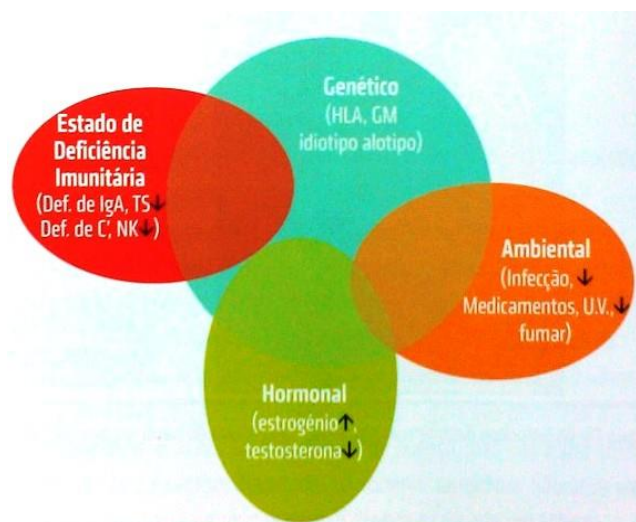 Genético
(HLA, GM
idiotipo alotipo)
Estado de
Deficiência
Imunitária
(Def. de IgA, TS↓
Def. de C', NK↓)
Ambiental
(Infecção, ↓
Medicamentos, U.V.,↓
fumar)
Hormonal
(estrogénio↑,
testosterona↓)